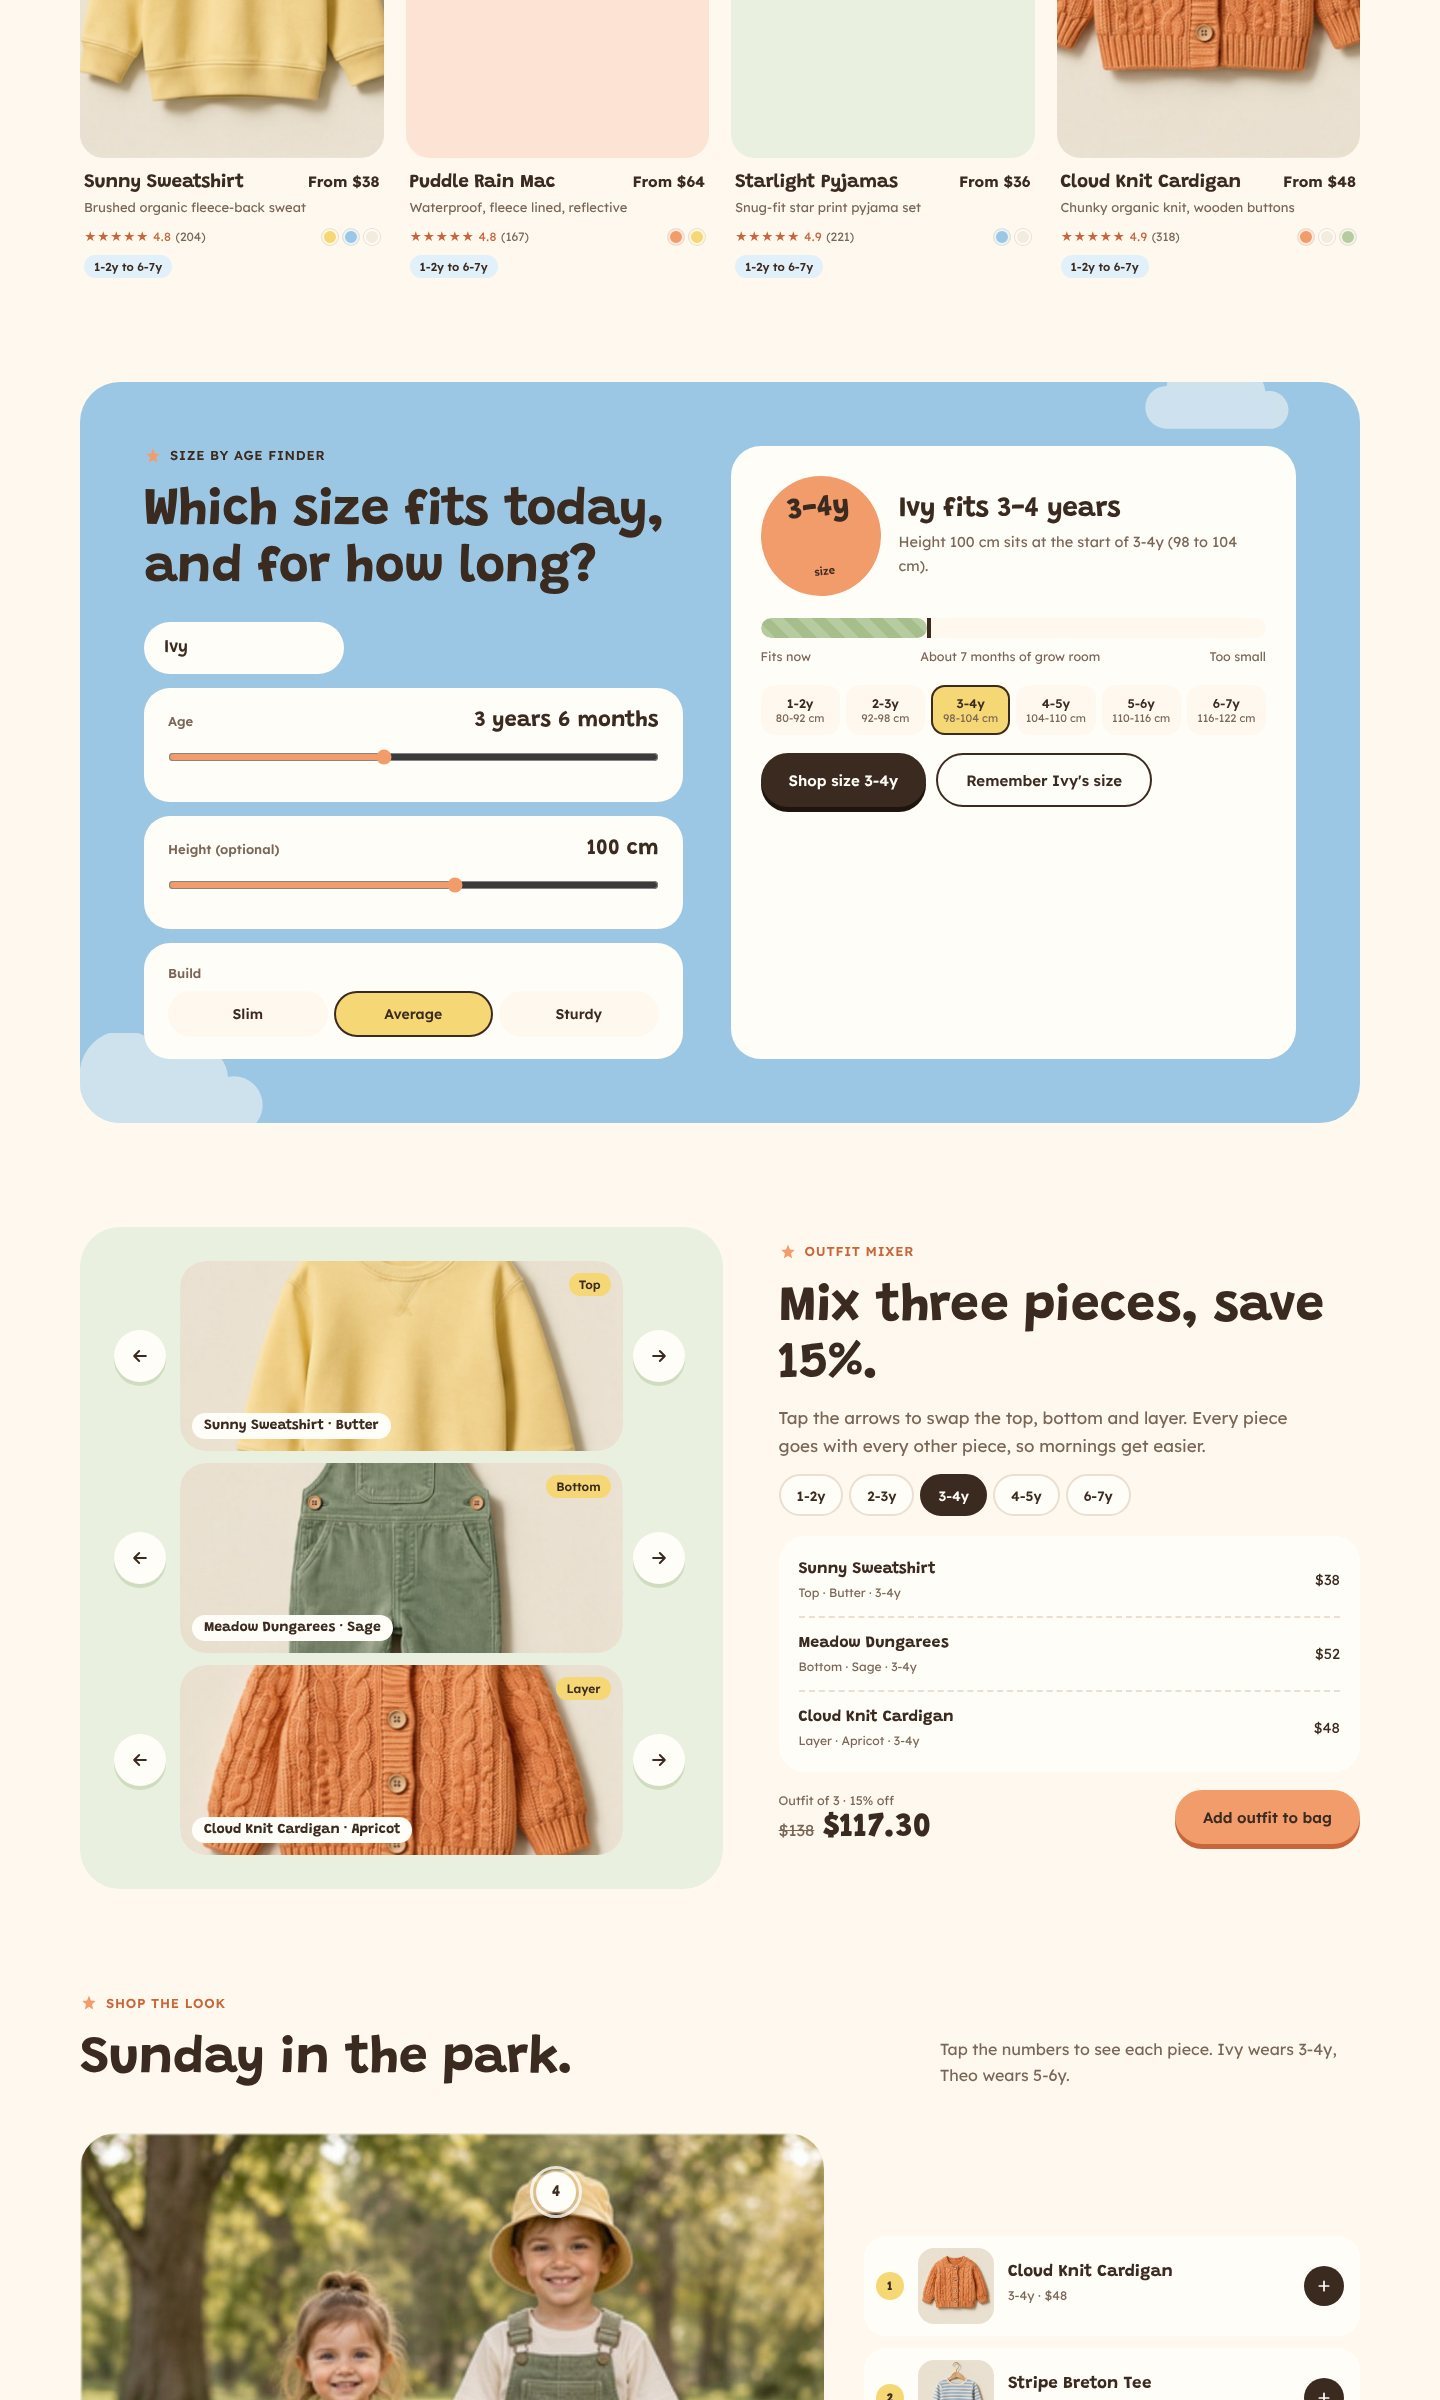 Sunny Sweatshirt
From $38
Brushed organic fleece-back sweat
★★★★★ 4.8 (204)
1-2y to 6-7y
Puddle Rain Mac
From $64
Waterproof, fleece lined, reflective
★★★★★ 4.8 (167)
1-2y to 6-7y
Starlight Pyjamas
From $36
Snug-fit star print pyjama set
★★★★★ 4.9 (221)
1-2y to 6-7y
Cloud Knit Cardigan
From $48
Chunky organic knit, wooden buttons
★★★★★ 4.9 (318)
1-2y to 6-7y
SIZE BY AGE FINDER
Which size fits today,
and for how long?
Ivy
Age
3 years 6 months
Height (optional)
100 cm
Build
Slim
Average
Sturdy
3-4y
size
Ivy fits 3-4 years
Height 100 cm sits at the start of 3-4y (98 to 104
cm).
Fits now
About 7 months of grow room
Too small
1-2y
80-92 cm
2-3y
92-98 cm
3-4y
98-104 cm
4-5y
104-110 cm
5-6y
110-116 cm
6-7y
116-122 cm
Shop size 3-4y
Remember Ivy's size
Top
Sunny Sweatshirt · Butter
Bottom
Meadow Dungarees · Sage
Layer
Cloud Knit Cardigan · Apricot
OUTFIT MIXER
Mix three pieces, save
15%.
Tap the arrows to swap the top, bottom and layer. Every piece
goes with every other piece, so mornings get easier.
1-2y
2-3y
3-4y
4-5y
6-7y
Sunny Sweatshirt
Top · Butter · 3-4y
$38
Meadow Dungarees
Bottom · Sage · 3-4y
$52
Cloud Knit Cardigan
Layer · Apricot · 3-4y
$48
Outfit of 3 · 15% off
$138 $117.30
Add outfit to bag
SHOP THE LOOK
Sunday in the park.
Tap the numbers to see each piece. Ivy wears 3-4y,
Theo wears 5-6y.
4
1
Cloud Knit Cardigan
3-4y · $48
2
Stripe Breton Tee